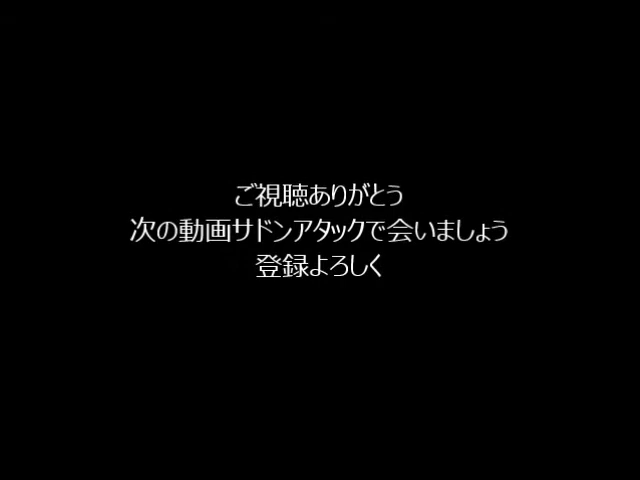 ご視聴ありがとう
次の動画サドンアタックで会いましょう
登録よろしく